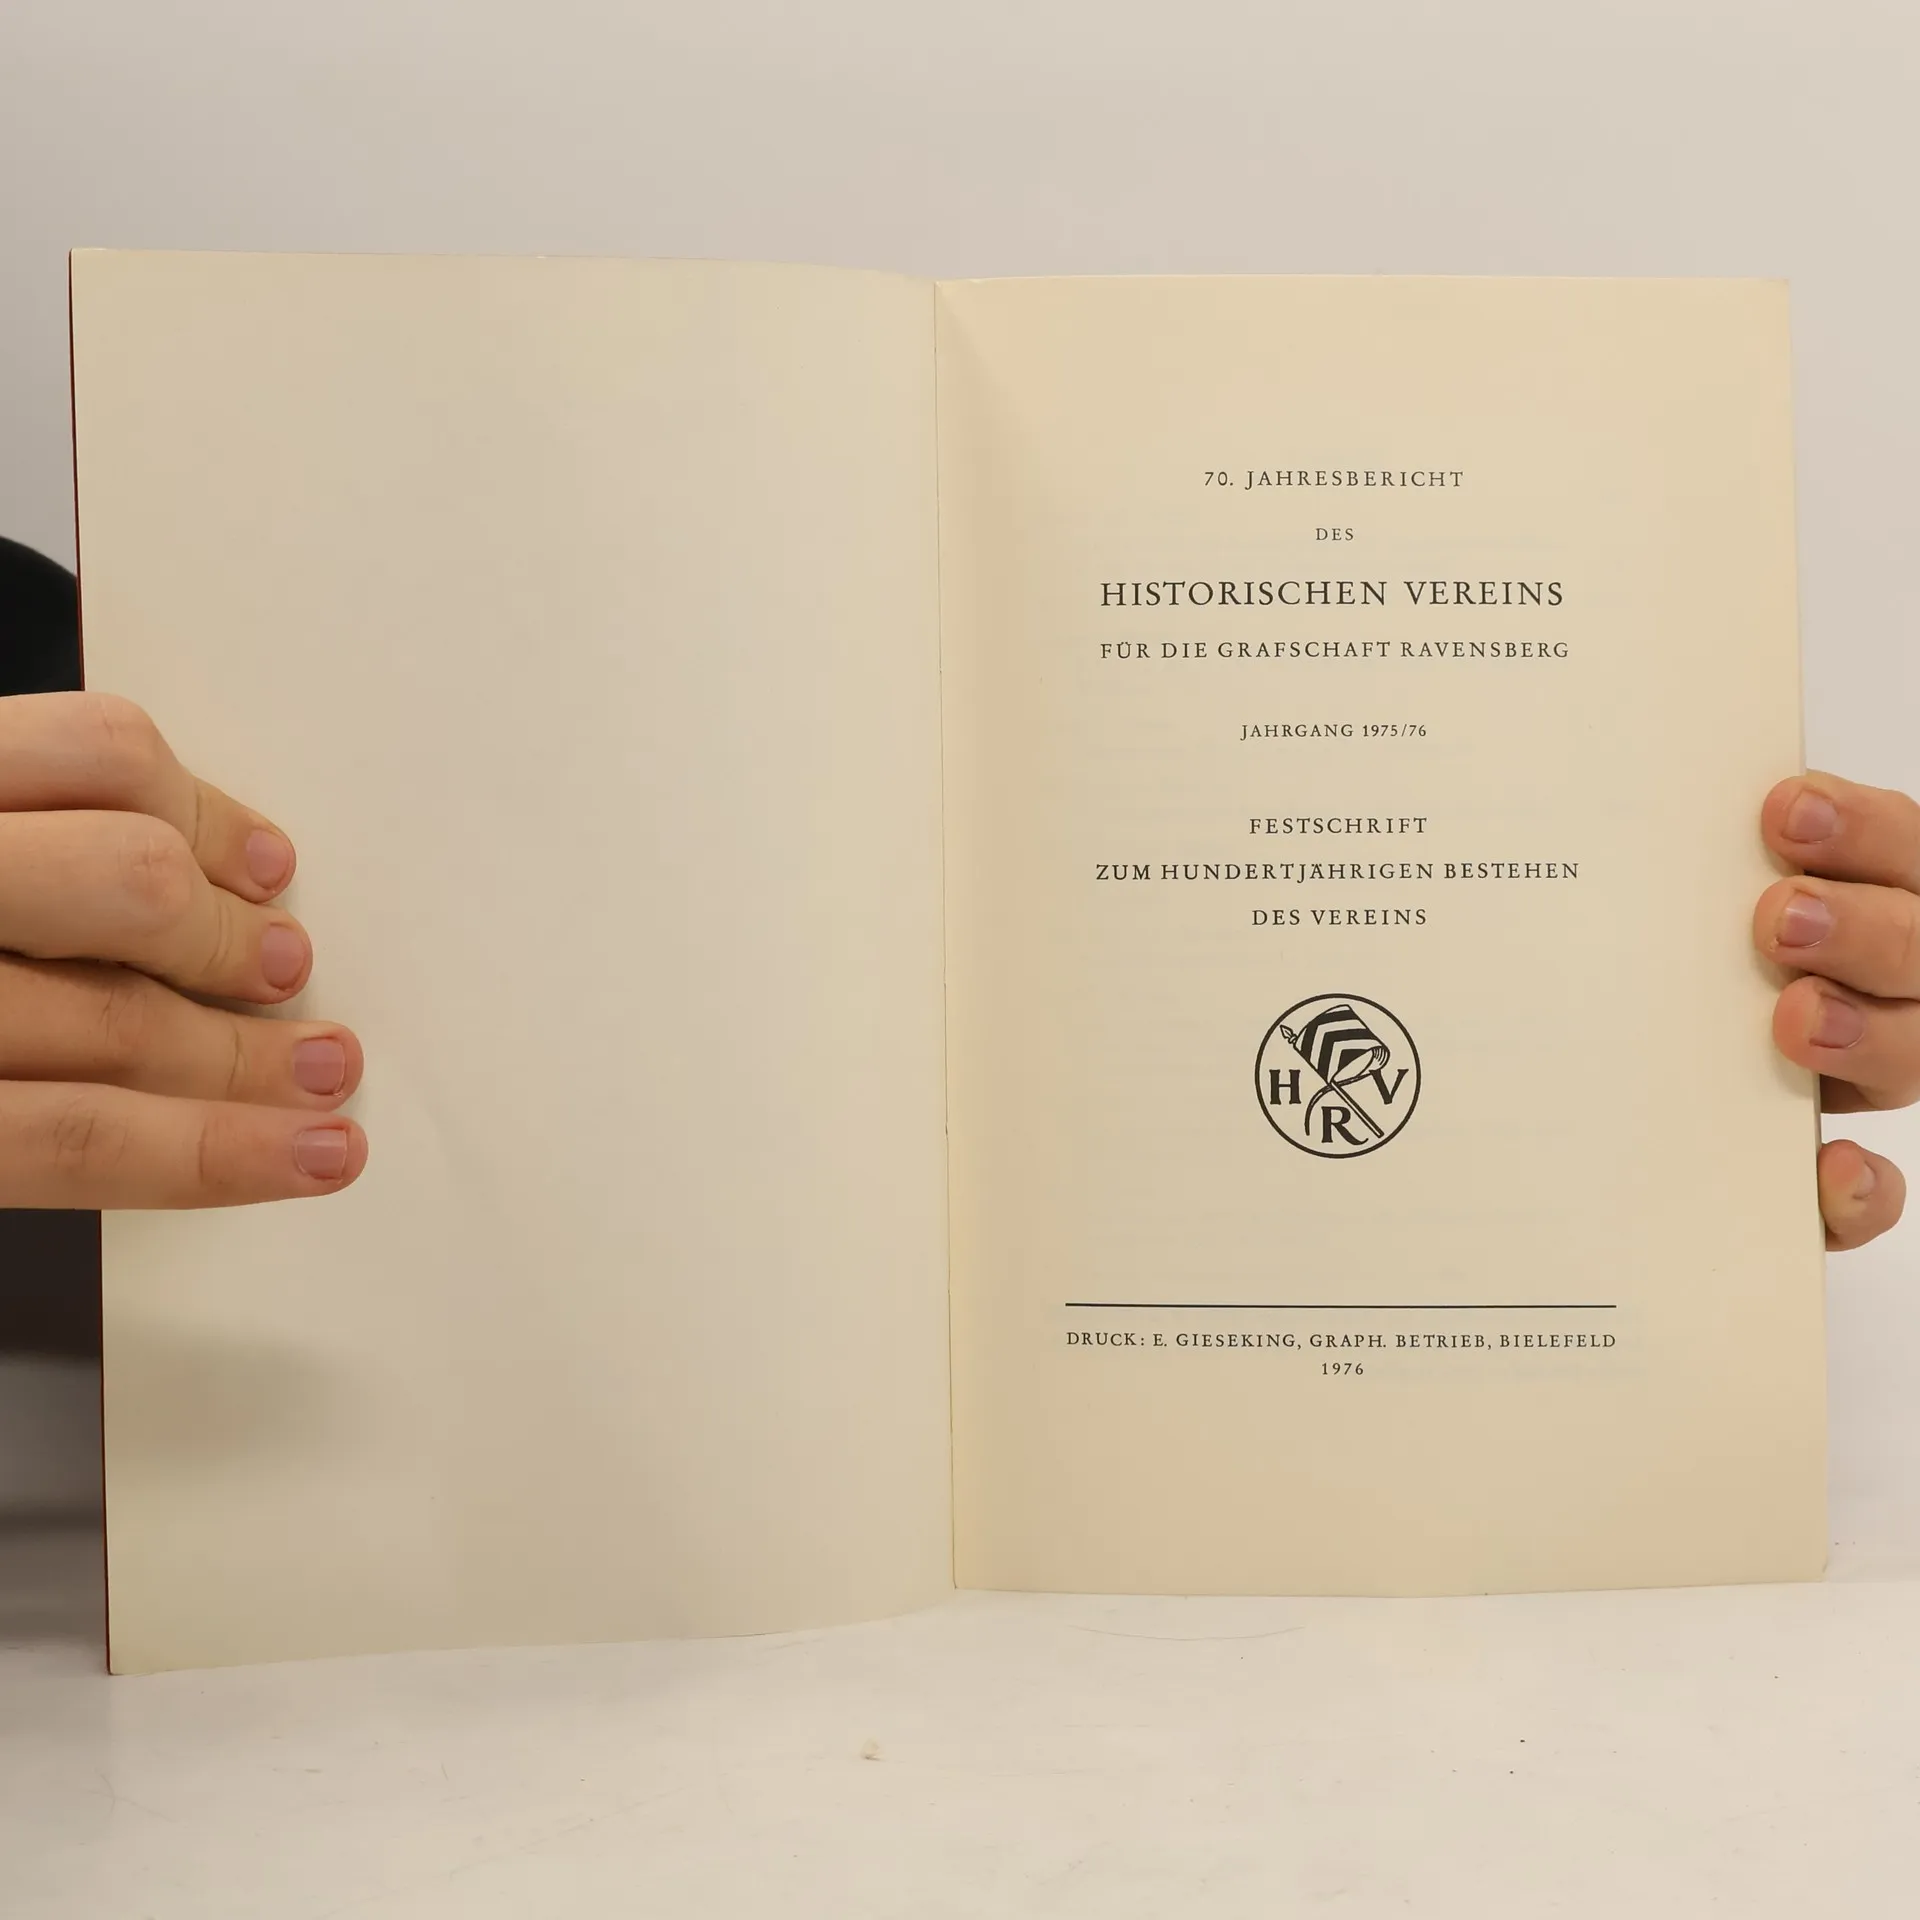 70. JAHRESBERICHT
DES
HISTORISCHEN VEREINS
FÜR DIE GRAFSCHAFT RAVENSBERG
JAHRGANG 1975/76
FESTSCHRIFT
ZUM HUNDERTJÄHRIGEN BESTEHEN
DES VEREINS
H V
R
DRUCK: E. GIESEKING, GRAPH. BETRIEB, BIELEFELD
1976